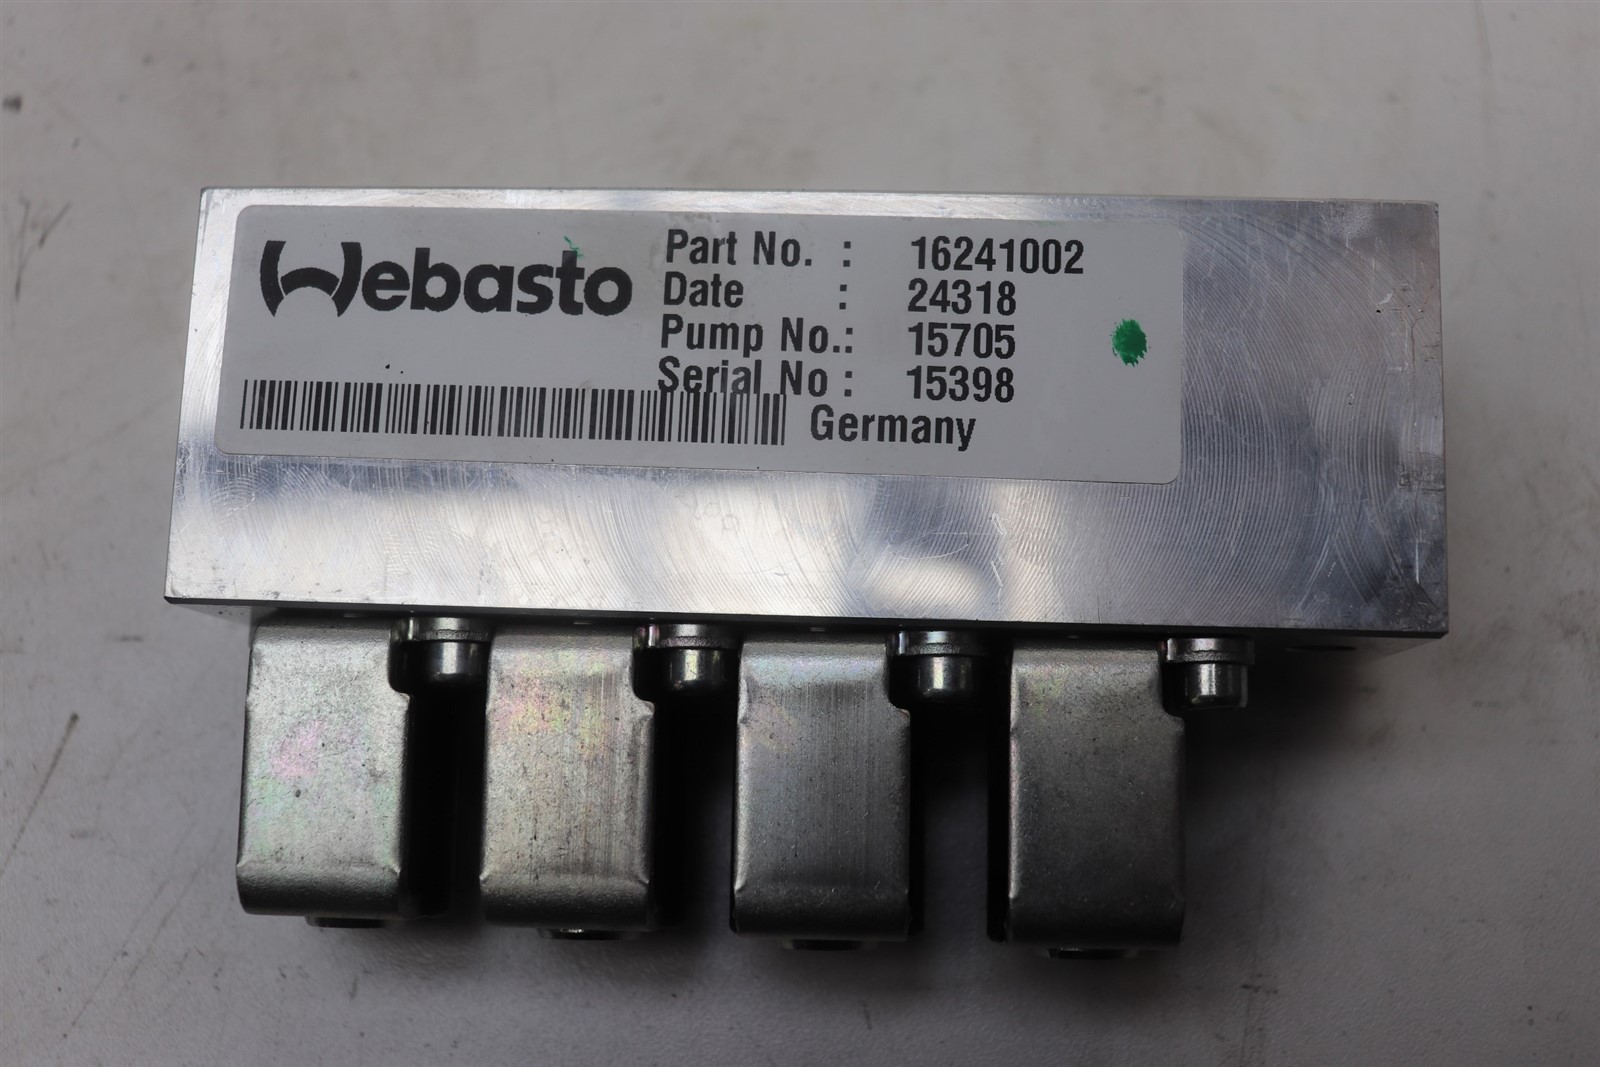 Webasto
Part No. : 16241002
Date : 24318
Pump No.: 15705
Serial No : 15398
Germany